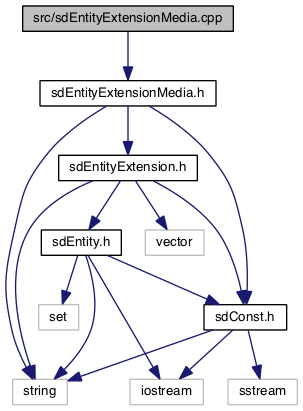 src/sdEntityExtensionMedia.cpp
sdEntityExtensionMedia.h
sdEntityExtension.h
sdEntity.h
vector
set
sdConst.h
string
iostream
sstream